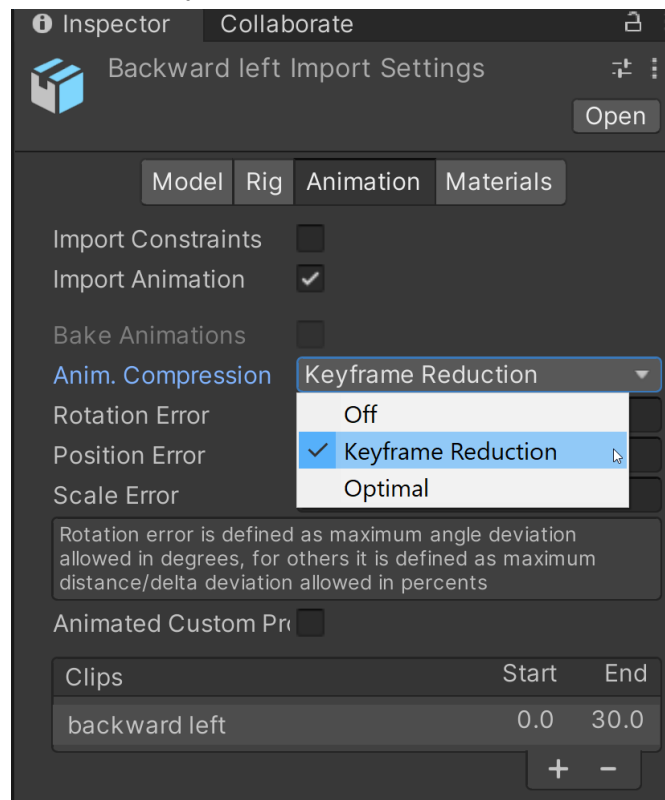 Inspector Collaborate
Backward left Import Settings
Open
Model Rig Animation Materials
Import Constraints
Import Animation
Bake Animations
Anim. Compression Keyframe Reduction
Rotation Error Off
Position Error Keyframe Reduction
Scale Error Optimal
Rotation error is defined as maximum angle deviation
allowed in degrees, for others it is defined as maximum
distance/delta deviation allowed in percents
Animated Custom Pr
Clips Start End
backward left 0.0 30.0
+ −